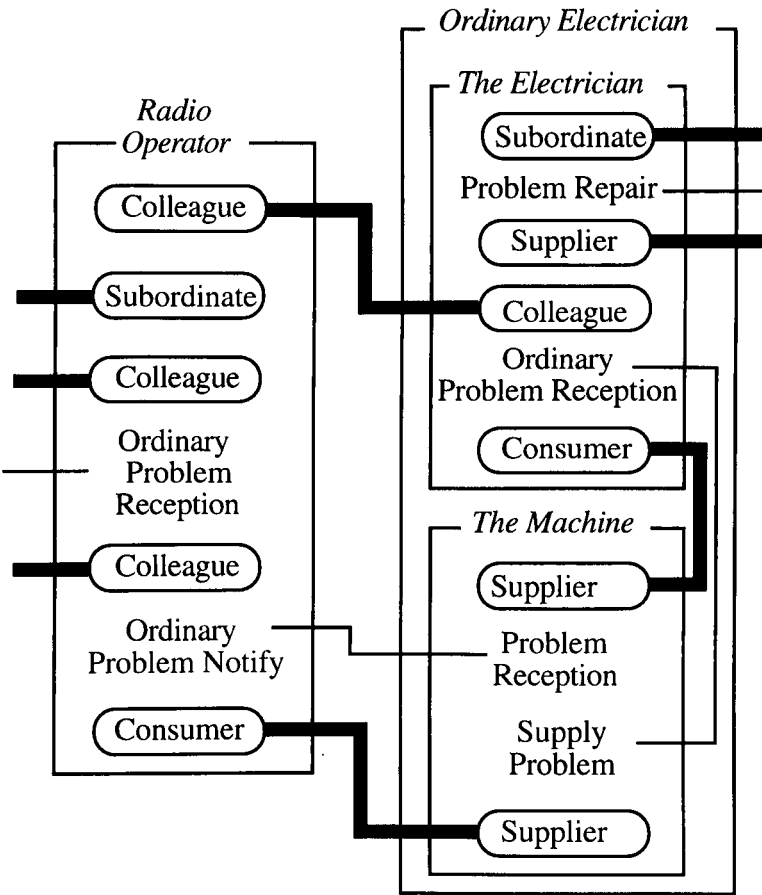 Radio
Operator
Colleague
Subordinate
Colleague
Ordinary
Problem
Reception
Colleague
Ordinary
Problem Notify
Consumer
Ordinary Electrician
The Electrician
Subordinate
Problem Repair
Supplier
Colleague
Ordinary
Problem Reception
Consumer
The Machine
Supplier
Problem
Reception
Supply
Problem
Supplier